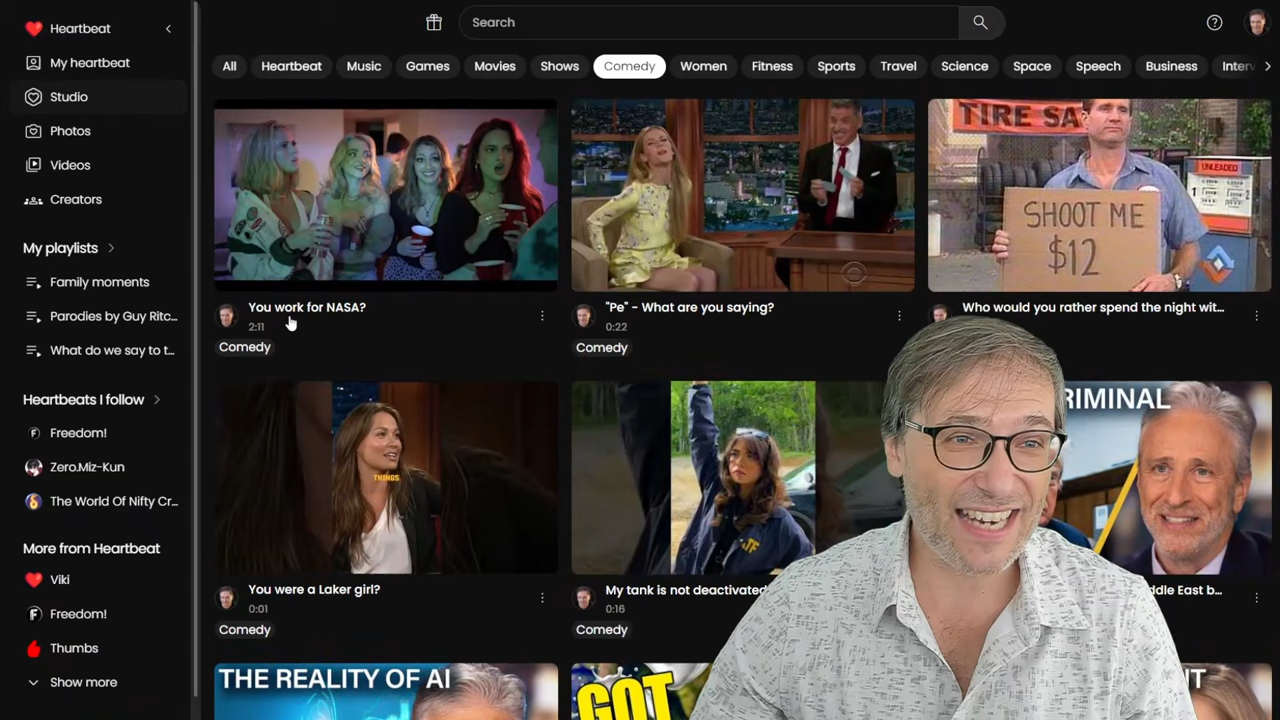 Heartbeat
My heartbeat
Studio
Photos
Videos
Creators
My playlists
Family moments
Parodies by Guy Ritc...
What do we say to t...
Heartbeats I follow
Freedom!
Zero.Miz-Kun
The World Of Nifty Cr...
More from Heartbeat
Viki
Freedom!
Thumbs
Show more
Search
All
Heartbeat
Music
Games
Movies
Shows
Comedy
Women
Fitness
Sports
Travel
Science
Space
Speech
Business
TIRE SA
UNLEADED
SHOOT ME
$12
You work for NASA?
2:11
Comedy
"Pe" - What are you saying?
0:22
Comedy
Who would you rather spend the night wit...
THINGS
RIMINAL
You were a Laker girl?
0:01
Comedy
My tank is not deactivated
0:16
Comedy
ddle East b...
THE REALITY OF AI
GOT
IT